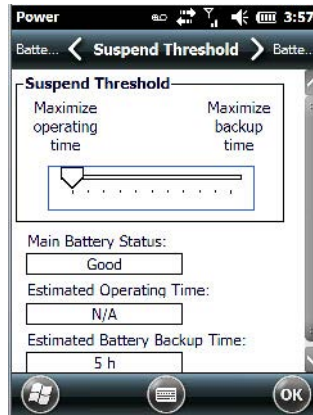 Power 3:57
Batte... Suspend Threshold Batte...
Suspend Threshold
Maximize Maximize
operating backup
time time
Main Battery Status:
Good
Estimated Operating Time:
N/A
Estimated Battery Backup Time:
5 h
OK